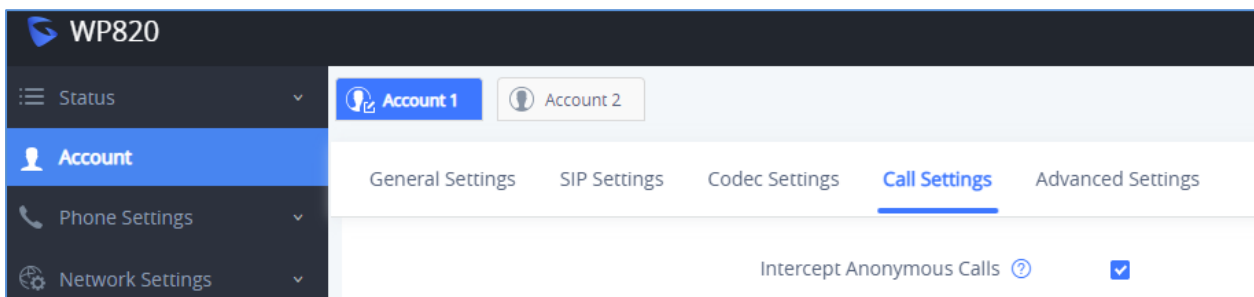 WP820
Status
Account 1
Account 2
Account
General Settings
SIP Settings
Codec Settings
Call Settings
Advanced Settings
Phone Settings
Network Settings
Intercept Anonymous Calls ?